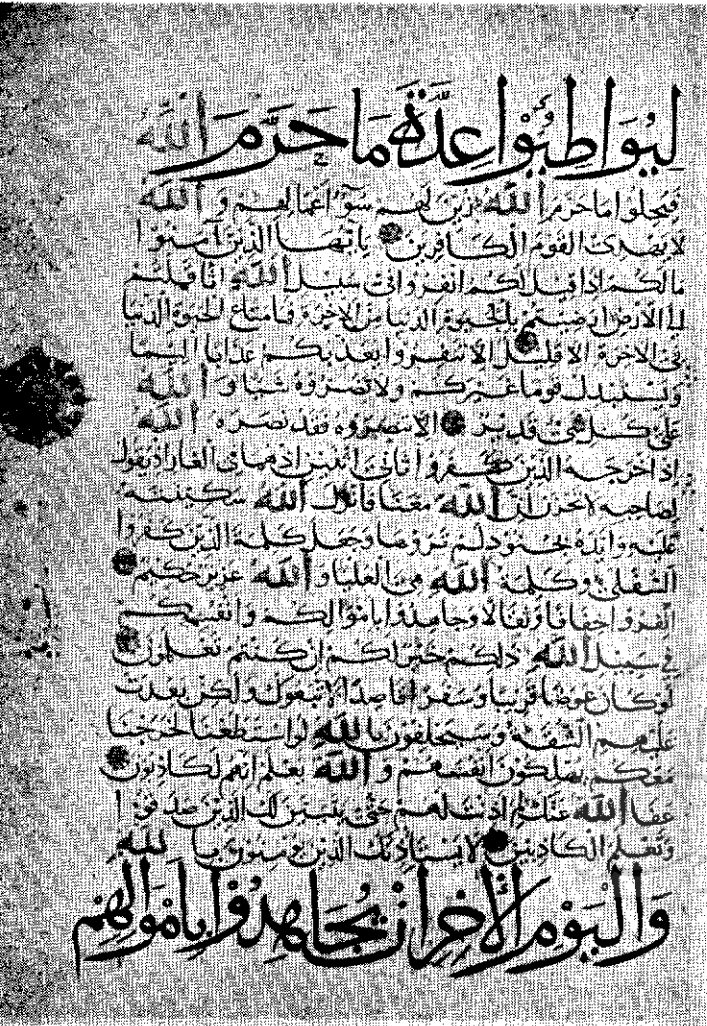 ليواطئوا عدة ما حرم الله
فيحلوا ما حرم الله زين لهم سوء أعمالهم والله
لا يهدي القوم الكافرين يا أيها الذين آمنوا
ما لكم إذا قيل لكم انفروا في سبيل الله اثاقلتم
إلى الأرض أرضيتم بالحيوة الدنيا من الآخرة فما متاع الحيوة الدنيا
في الآخرة إلا قليل إلا تنفروا يعذبكم عذابا أليما
ويستبدل قوما غيركم ولا تضروه شيئا والله
على كل شيء قدير إلا تنصروه فقد نصره الله
إذ أخرجه الذين كفروا ثاني اثنين إذ هما في الغار إذ يقول
لصاحبه لا تحزن إن الله معنا فأنزل الله سكينته
عليه وأيده بجنود لم تروها وجعل كلمة الذين كفروا
السفلى وكلمة الله هي العليا والله عزيز حكيم
انفروا خفافا وثقالا وجاهدوا بأموالكم وأنفسكم
في سبيل الله ذلكم خير لكم إن كنتم تعلمون
لو كان عرضا قريبا وسفرا قاصدا لاتبعوك ولكن بعدت
عليهم الشقة وسيحلفون بالله لو استطعنا لخرجنا
معكم يهلكون أنفسهم والله يعلم إنهم لكاذبون
عفا الله عنك لم أذنت لهم حتى يتبين لك الذين صدقوا
وتعلم الكاذبين لا يستأذنك الذين يؤمنون بالله
واليوم الآخر أن يجاهدوا بأموالهم